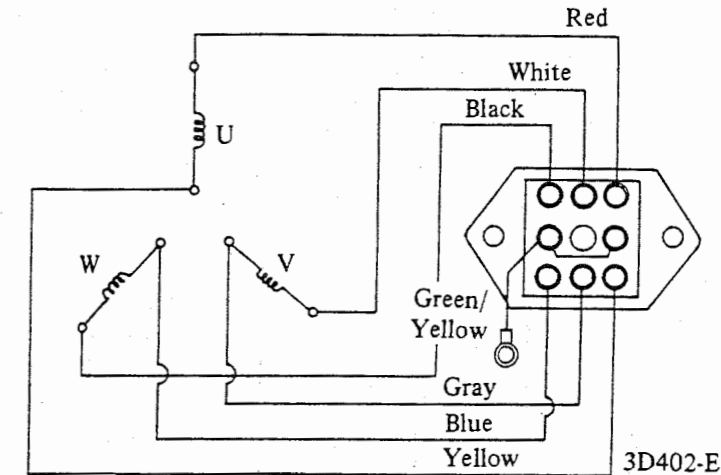 Red
White
Black
U
W
V
Green/
Yellow
Gray
Blue
Yellow
3D402-E